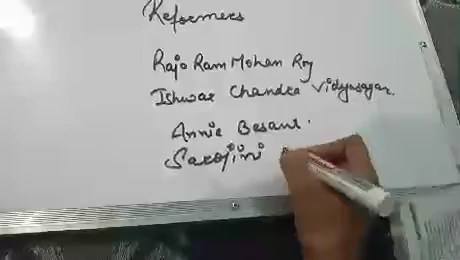 Reformers
Raja Ram Mohan Roy
Ishwar Chandra Vidyasagar.
Annie Besant.
Sarojini